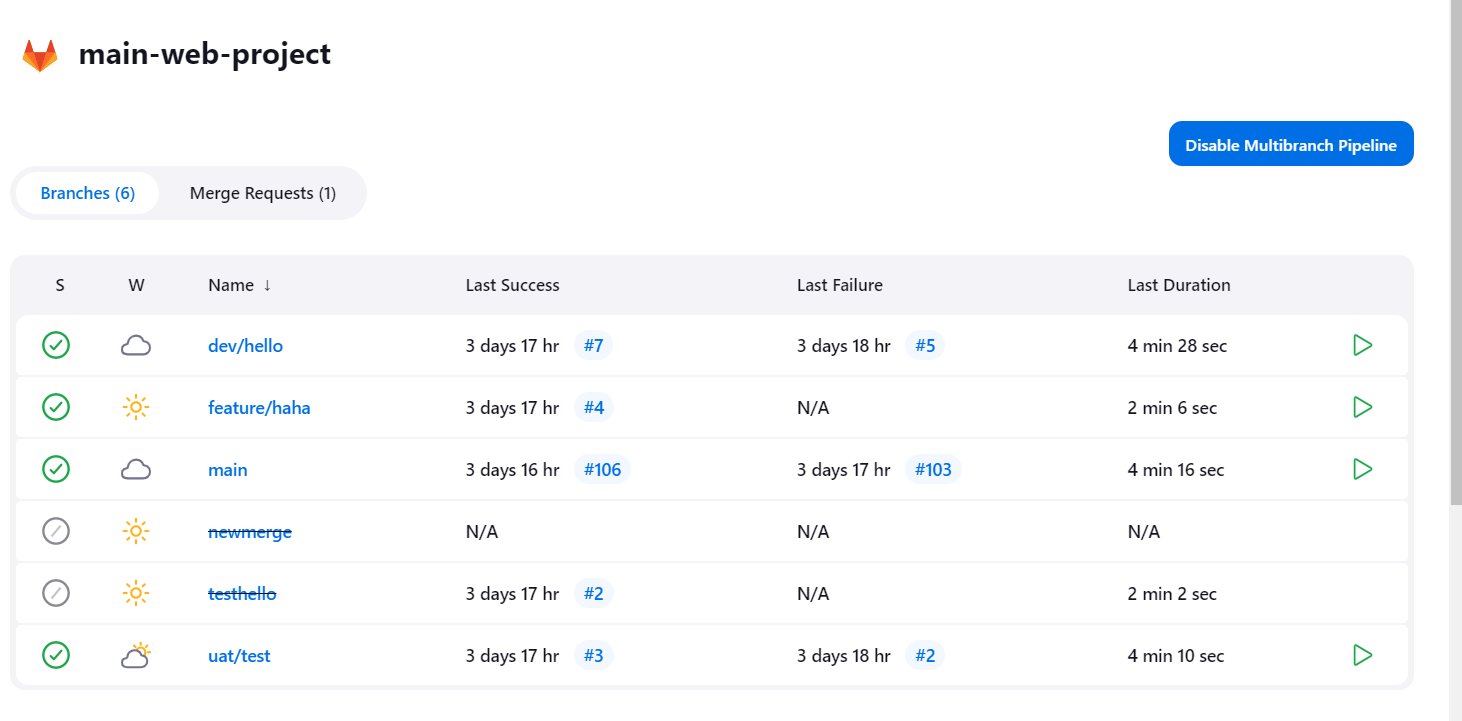 main-web-project
Disable Multibranch Pipeline
Branches (6) Merge Requests (1)
S W Name ↓ Last Success Last Failure Last Duration
dev/hello 3 days 17 hr #7 3 days 18 hr #5 4 min 28 sec
feature/haha 3 days 17 hr #4 N/A 2 min 6 sec
main 3 days 16 hr #106 3 days 17 hr #103 4 min 16 sec
newmerge N/A N/A N/A
testhello 3 days 17 hr #2 N/A 2 min 2 sec
uat/test 3 days 17 hr #3 3 days 18 hr #2 4 min 10 sec